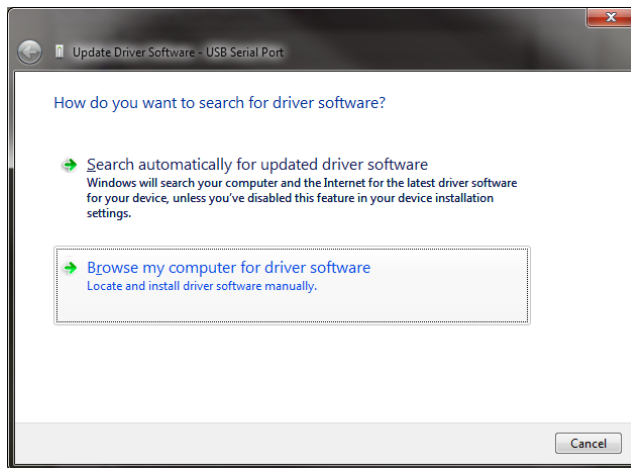 Update Driver Software - USB Serial Port
How do you want to search for driver software?
Search automatically for updated driver software
Windows will search your computer and the Internet for the latest driver software
for your device, unless you've disabled this feature in your device installation
settings.
Browse my computer for driver software
Locate and install driver software manually.
Cancel